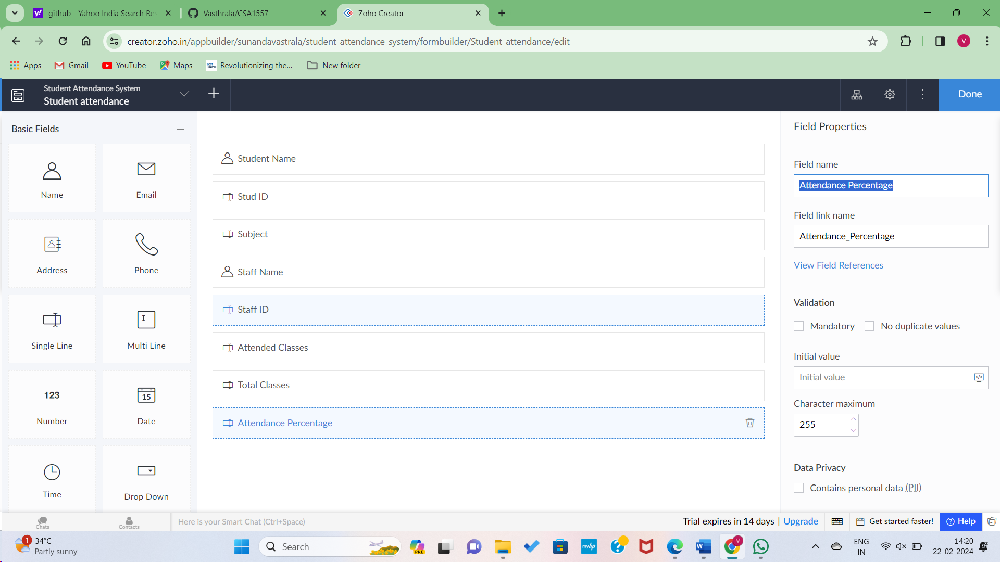 github - Yahoo India Search Res
Vasthrala/CSA1557
Zoho Creator
creator.zoho.in/appbuilder/sunandavastrala/student-attendance-system/formbuilder/Student_attendance/edit
V
Apps
Gmail
YouTube
Maps
Revolutionizing the...
New folder
Student Attendance System
Student attendance
Done
Basic Fields
Name
Email
Address
Phone
Single Line
Multi Line
123
Number
15
Date
Time
Drop Down
Student Name
Stud ID
Subject
Staff Name
Staff ID
Attended Classes
Total Classes
Attendance Percentage
Field Properties
Field name
Attendance Percentage
Field link name
Attendance_Percentage
View Field References
Validation
Mandatory
No duplicate values
Initial value
Initial value
Character maximum
255
Data Privacy
Contains personal data (PII)
Chats
Contacts
Here is your Smart Chat (Ctrl+Space)
Trial expires in 14 days | Upgrade
Get started faster!
Help
1
34°C
Partly sunny
Search
PRE
myhp
W
V
ENG
IN
14:20
22-02-2024